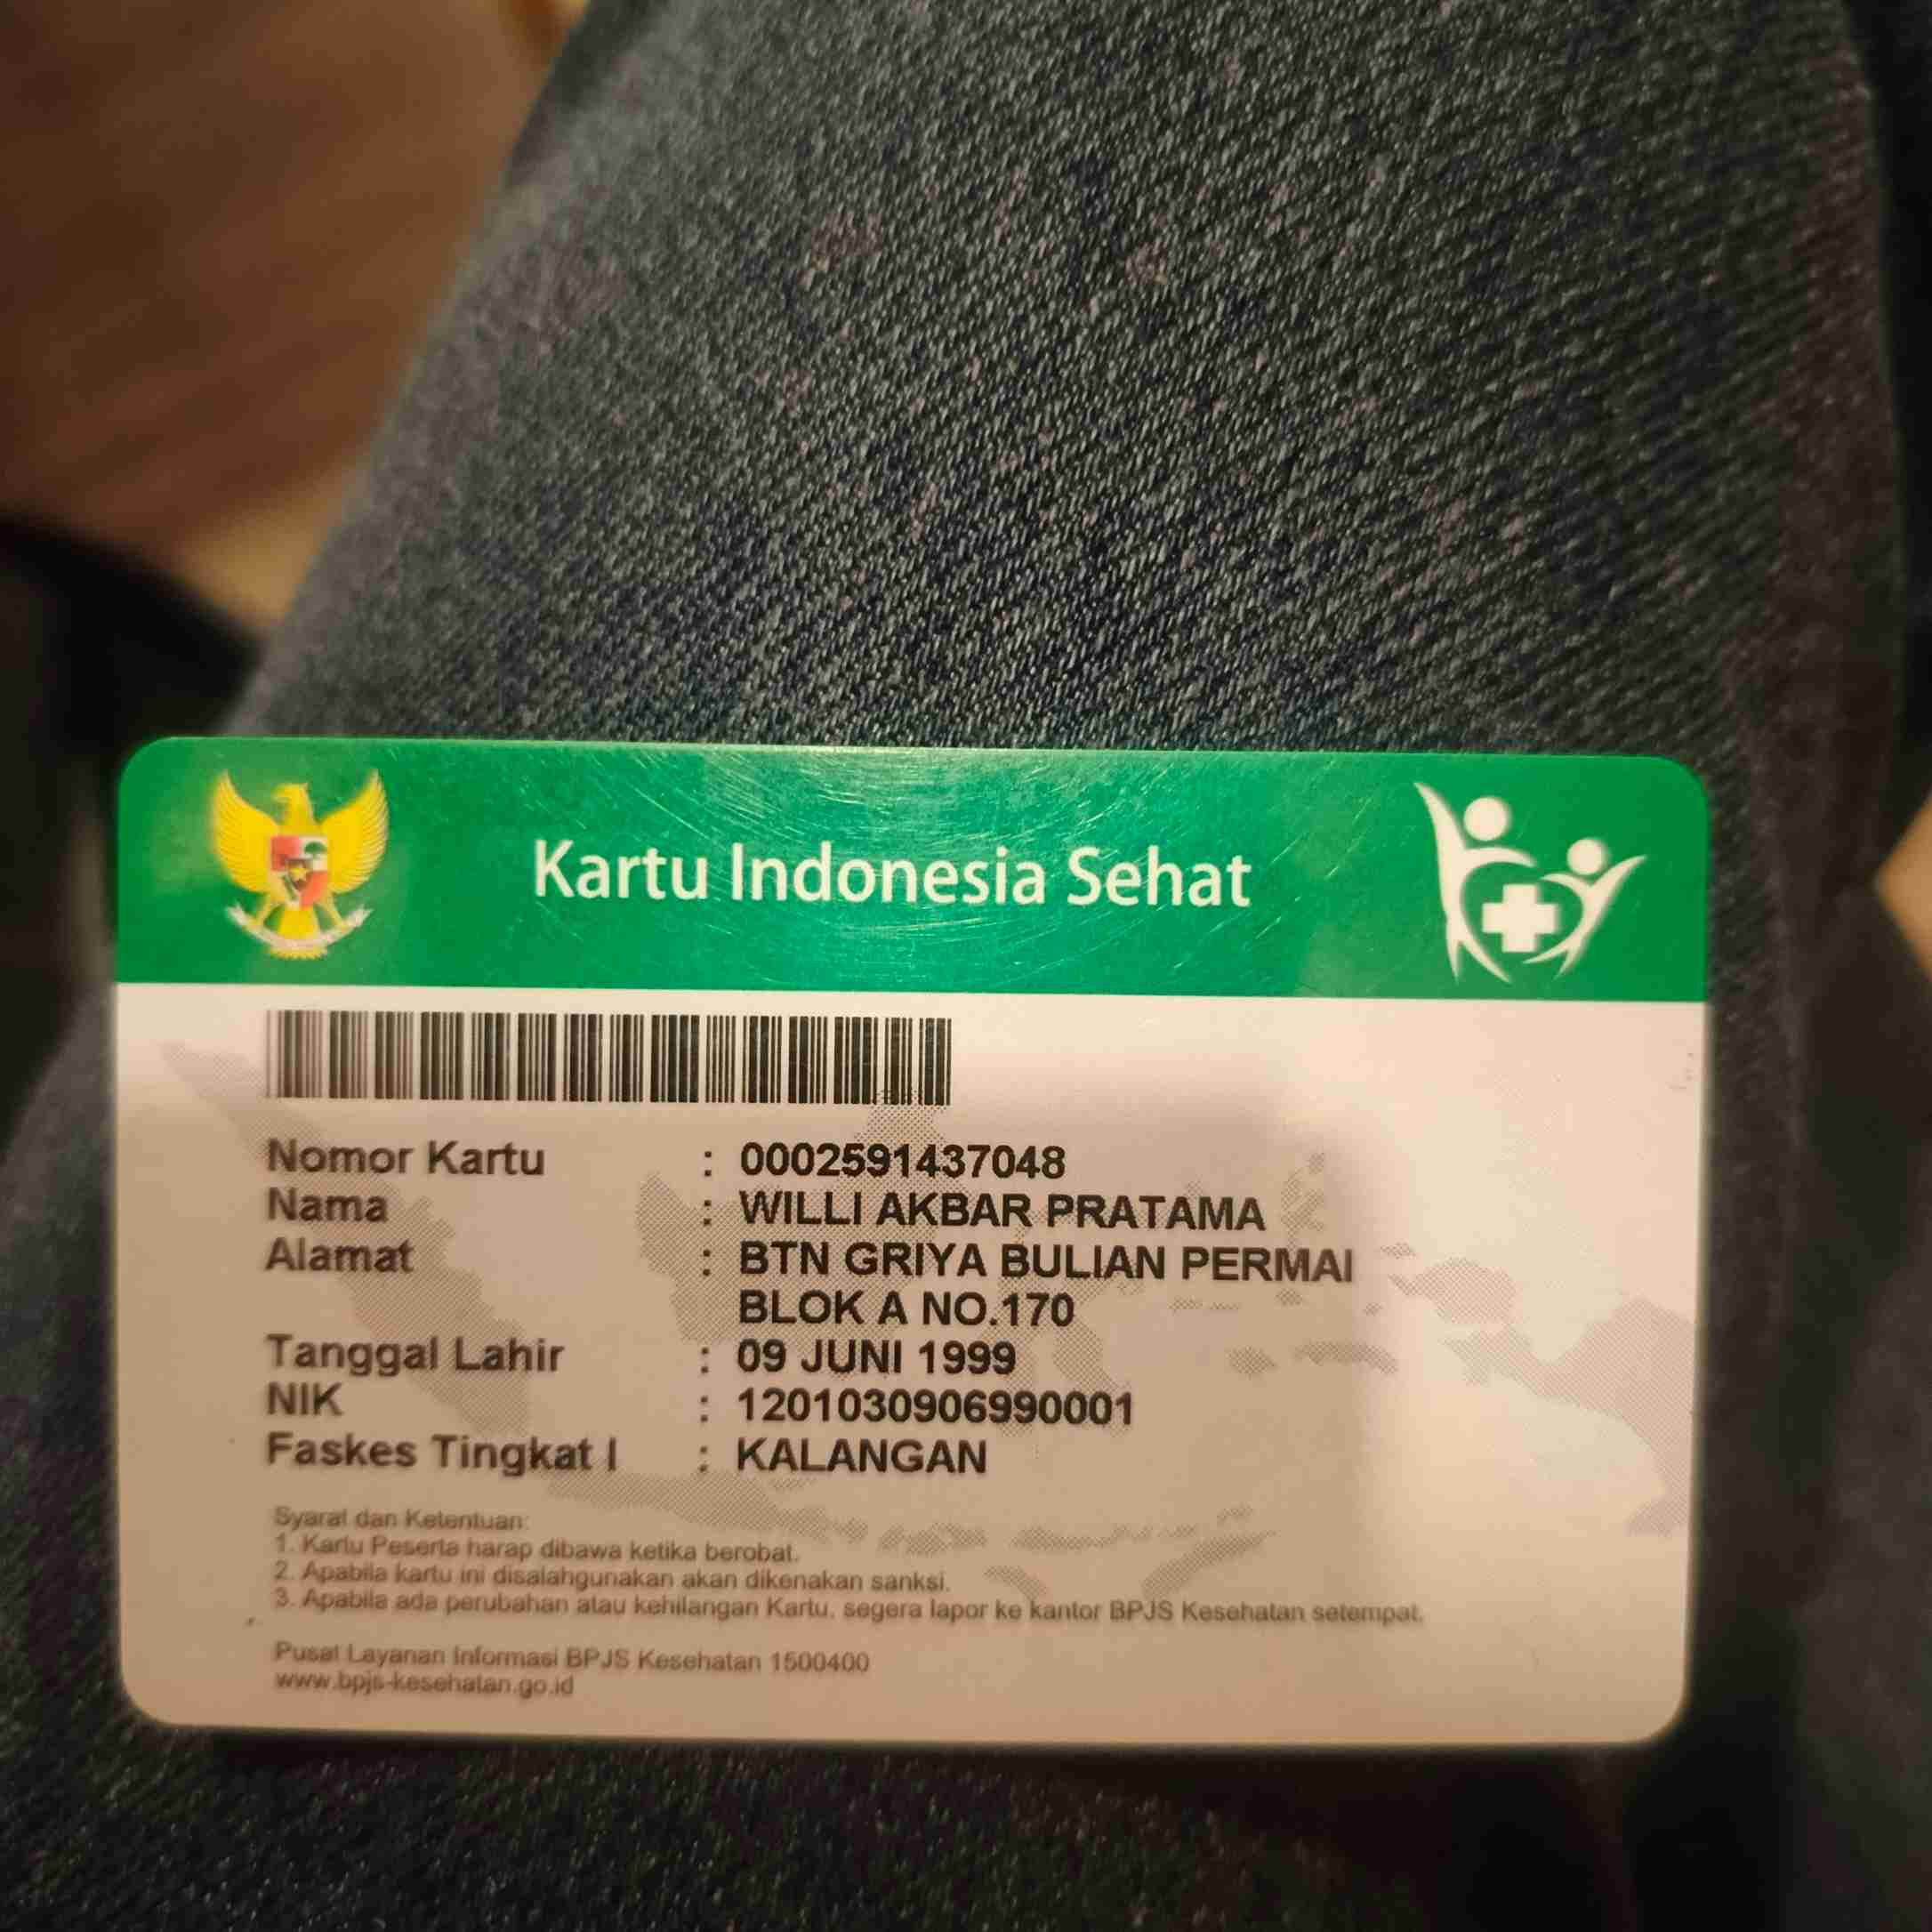 Kartu Indonesia Sehat
Nomor Kartu : 0002591437048
Nama : WILLI AKBAR PRATAMA
Alamat : BTN GRIYA BULIAN PERMAI
BLOK A NO.170
Tanggal Lahir : 09 JUNI 1999
NIK : 1201030906990001
Faskes Tingkat I : KALANGAN
Syarat dan Ketentuan:
1. Kartu Peserta harap dibawa ketika berobat.
2. Apabila kartu ini disalahgunakan akan dikenakan sanksi.
3. Apabila ada perubahan atau kehilangan Kartu, segera lapor ke kantor BPJS Kesehatan setempat.
Pusat Layanan Informasi BPJS Kesehatan 1500400
www.bpjs-kesehatan.go.id